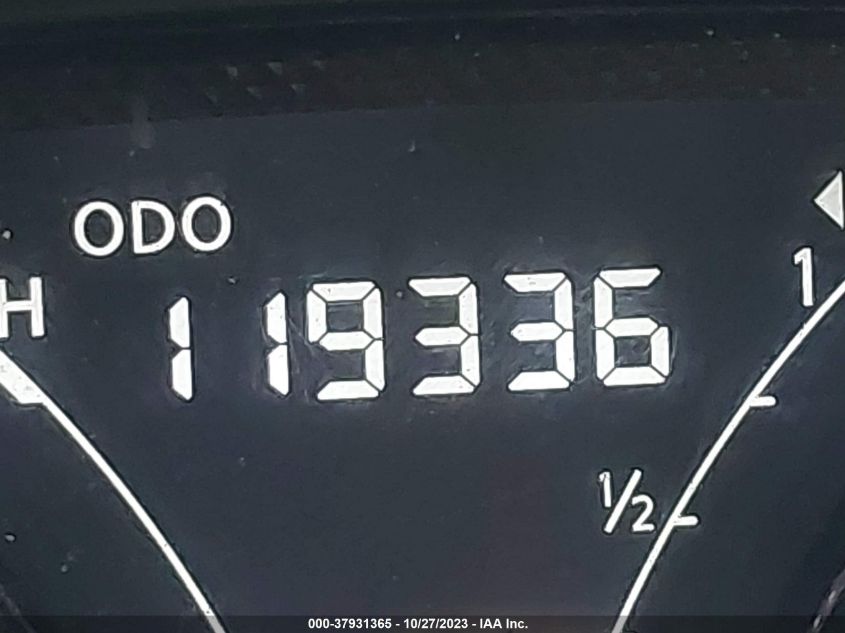 ODO
H
119336
1
1/2
000-37931365 - 10/27/2023 - IAA Inc.